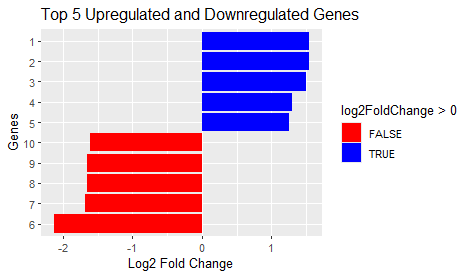 Top 5 Upregulated and Downregulated Genes
1
2
3
4
5
10
9
8
7
6
Genes
-2
-1
0
1
Log2 Fold Change
log2FoldChange > 0
FALSE
TRUE